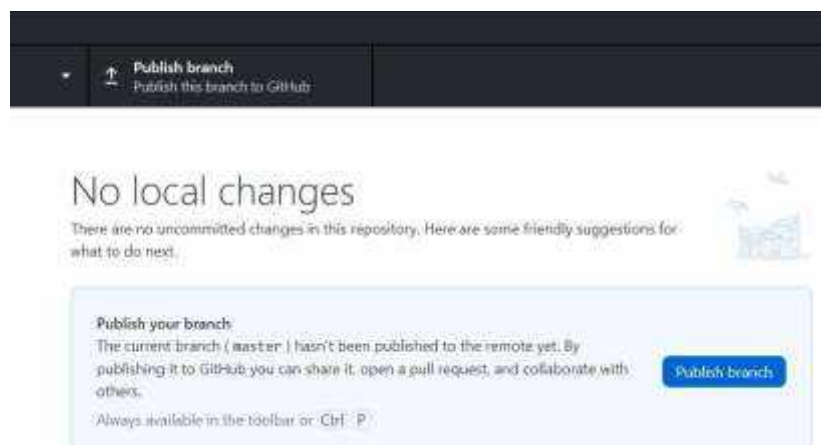 Publish branch
Publish this branch to GitHub
No local changes
There are no uncommitted changes in this repository. Here are some friendly suggestions for
what to do next.
Publish your branch
The current branch ( master ) hasn't been published to the remote yet. By
publishing it to GitHub you can share it, open a pull request, and collaborate with
others.
Publish branch
Always available in the toolbar or Ctrl P